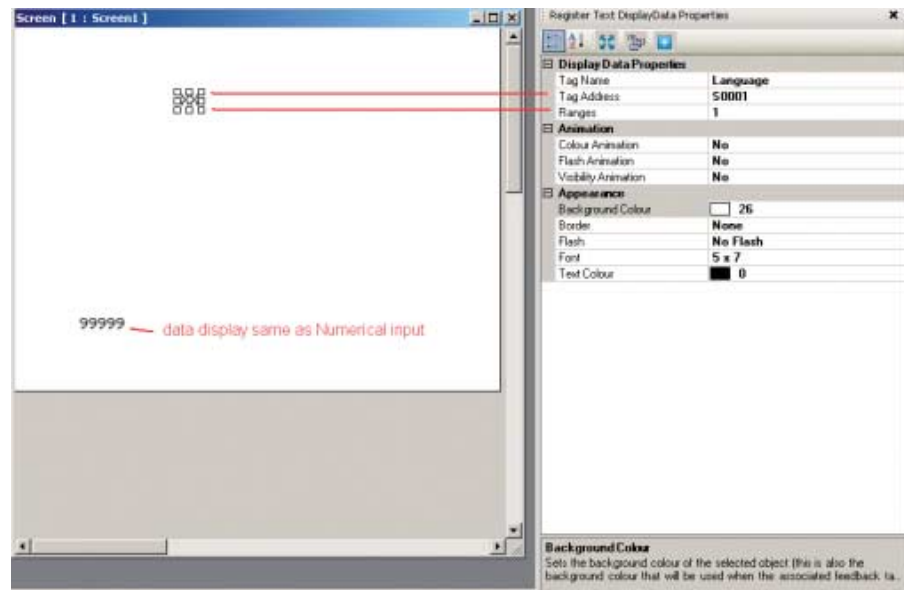 Screen [ 1 : Screen1 ]
99999
data display same as Numerical input
Register Text DisplayData Properties
Display Data Properties
Tag Name Language
Tag Address S0001
Ranges 1
Animation
Colour Animation No
Flash Animation No
Visbility Animation No
Appearance
Background Colour 26
Border None
Flash No Flash
Font 5 x 7
Text Colour 0
Background Colour
Sets the background colour of the selected object (this is also the
background colour that will be used when the associated feedback ta..